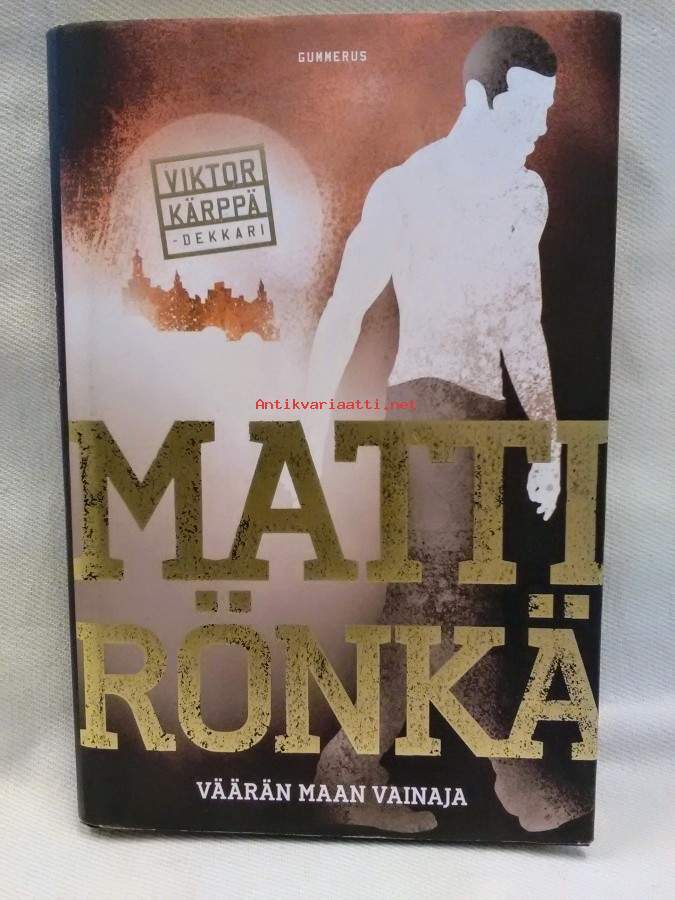 GUMMERUS
VIKTOR
KÄRPPÄ
-DEKKARI
Antikvariaatti.net
MATTI
RÖNKÄ
VÄÄRÄN MAAN VAINAJA